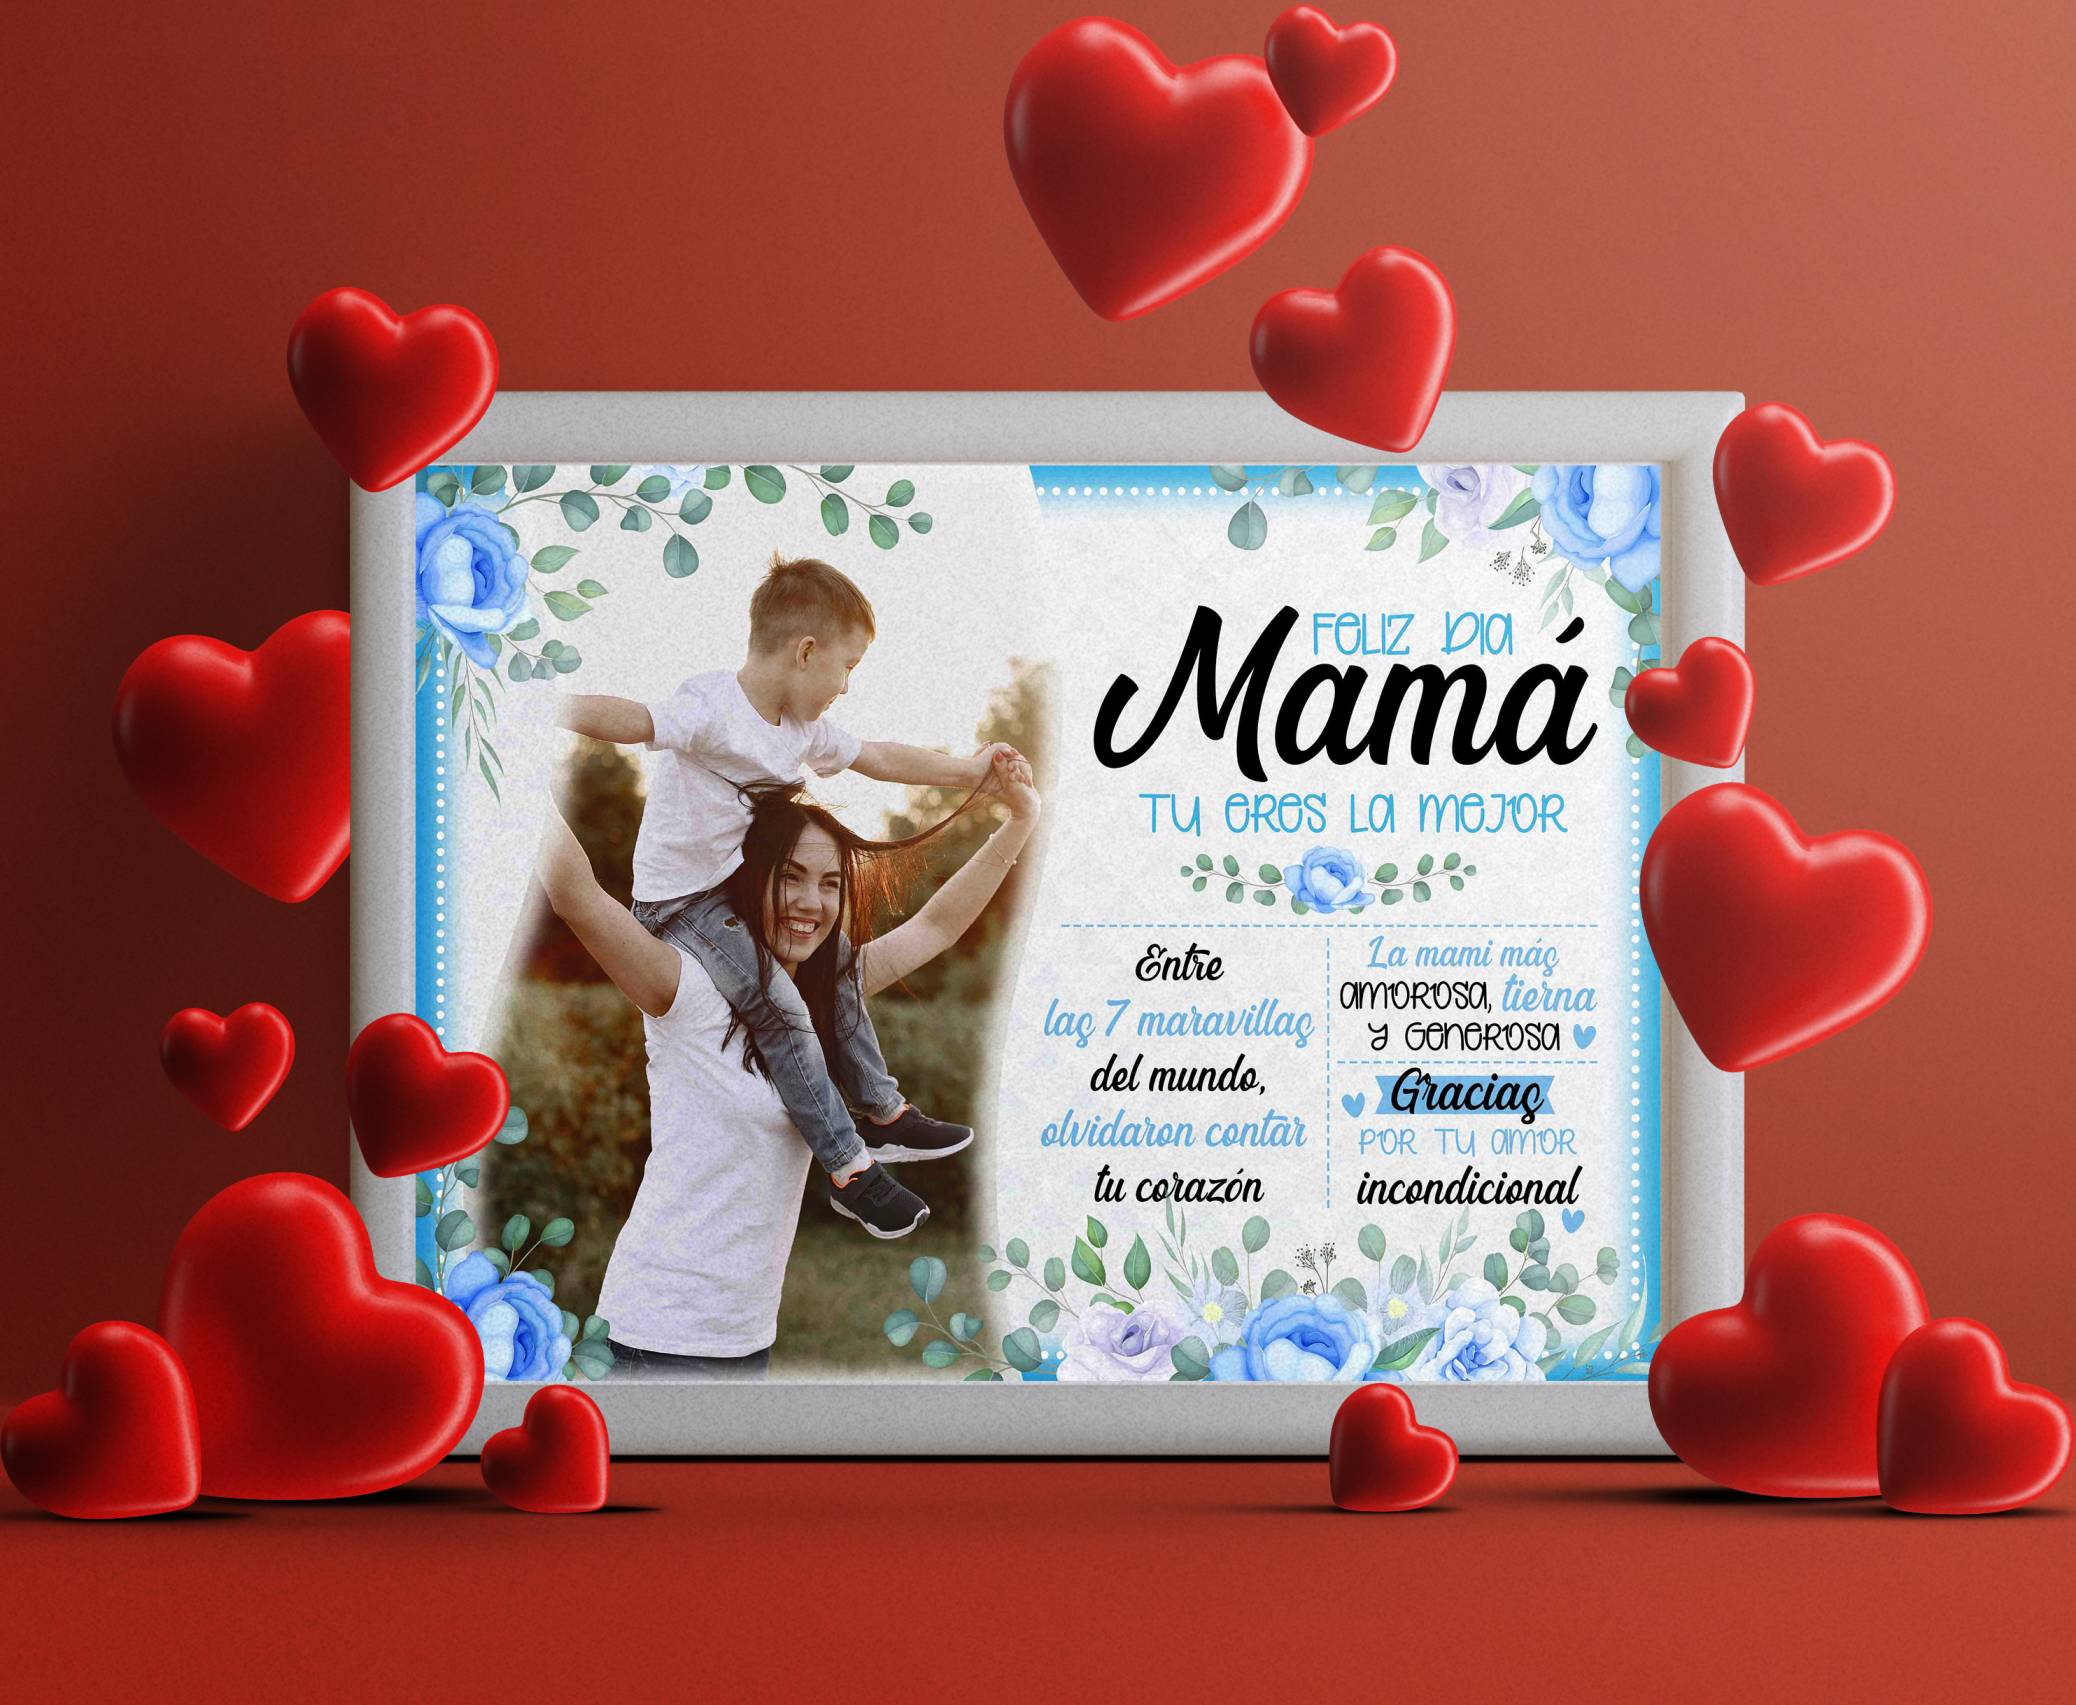 FELIZ DIA
Mamá
TU ERES LA MEJOR
Entre
las 7 maravillas
del mundo,
olvidaron contar
tu corazón
La mami más
AMOROSA, tierna
Y GENEROSA
Gracias
POR TU AMOR
incondicional